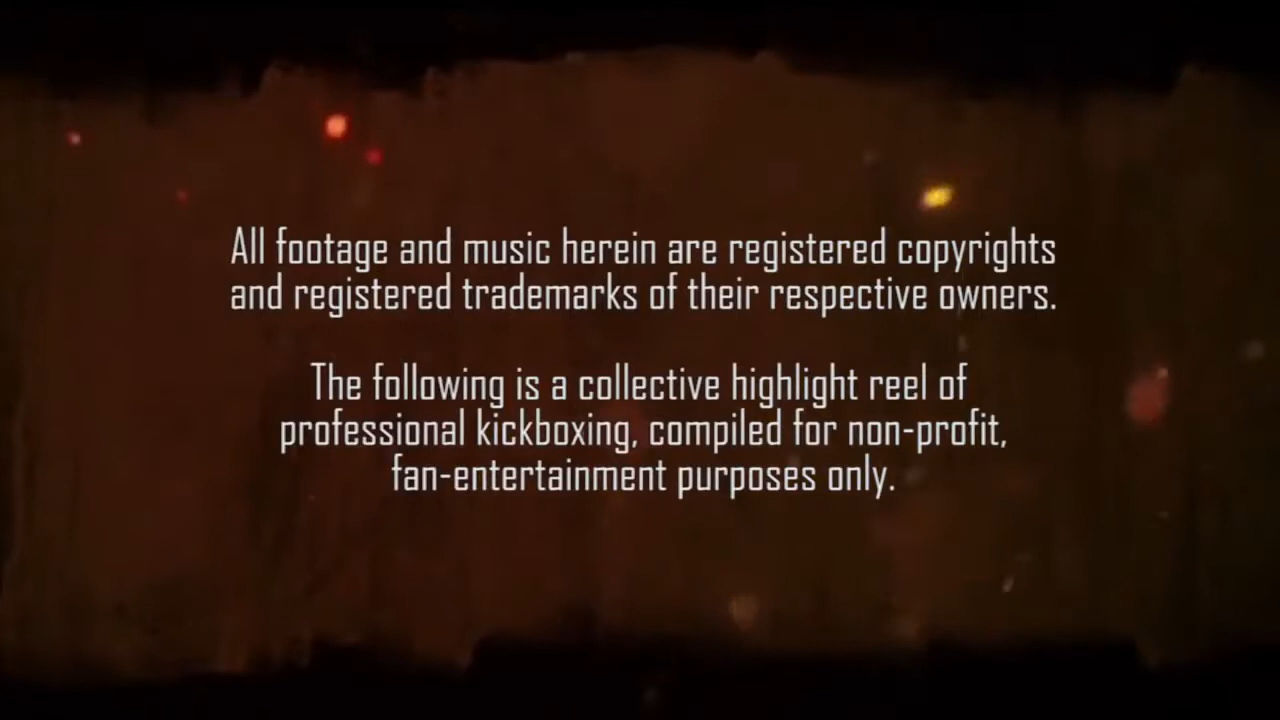 All footage and music herein are registered copyrights
and registered trademarks of their respective owners.
The following is a collective highlight reel of
professional kickboxing, compiled for non-profit,
fan-entertainment purposes only.